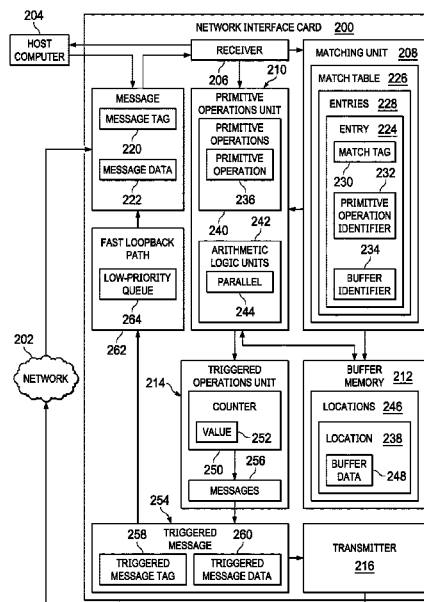 NETWORK INTERFACE CARD 200
204
HOST COMPUTER
RECEIVER
206
210
MATCHING UNIT 208
MATCH TABLE 226
ENTRIES 228
ENTRY 224
MATCH TAG
230
232
PRIMITIVE OPERATION IDENTIFIER
234
BUFFER IDENTIFIER
MESSAGE
MESSAGE TAG
220
MESSAGE DATA
222
PRIMITIVE OPERATIONS UNIT
PRIMITIVE OPERATIONS
PRIMITIVE OPERATION
236
240
242
ARITHMETIC LOGIC UNITS
PARALLEL
244
FAST LOOPBACK PATH
LOW-PRIORITY QUEUE
264
262
202
NETWORK
214
TRIGGERED OPERATIONS UNIT
COUNTER
VALUE
252
250
256
MESSAGES
BUFFER MEMORY 212
LOCATIONS 246
LOCATION 238
BUFFER DATA
248
254
258
TRIGGERED MESSAGE
260
TRIGGERED MESSAGE TAG
TRIGGERED MESSAGE DATA
TRANSMITTER
216